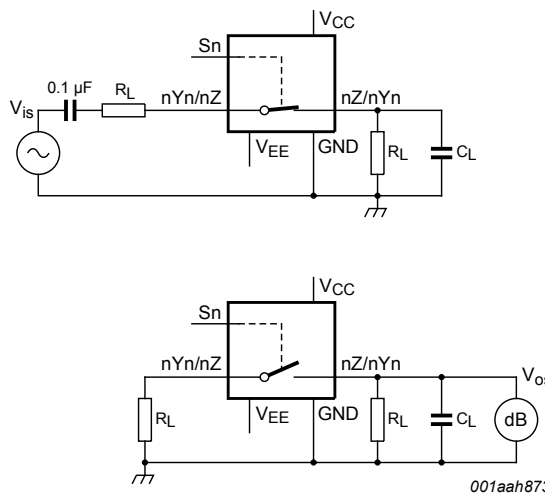 VCC
Sn
0.1 µF
RL
nYn/nZ
nZ/nYn
Vis
VEE
GND
RL
CL
VCC
Sn
nYn/nZ
nZ/nYn
Vos
RL
VEE
GND
RL
CL
dB
001aah873